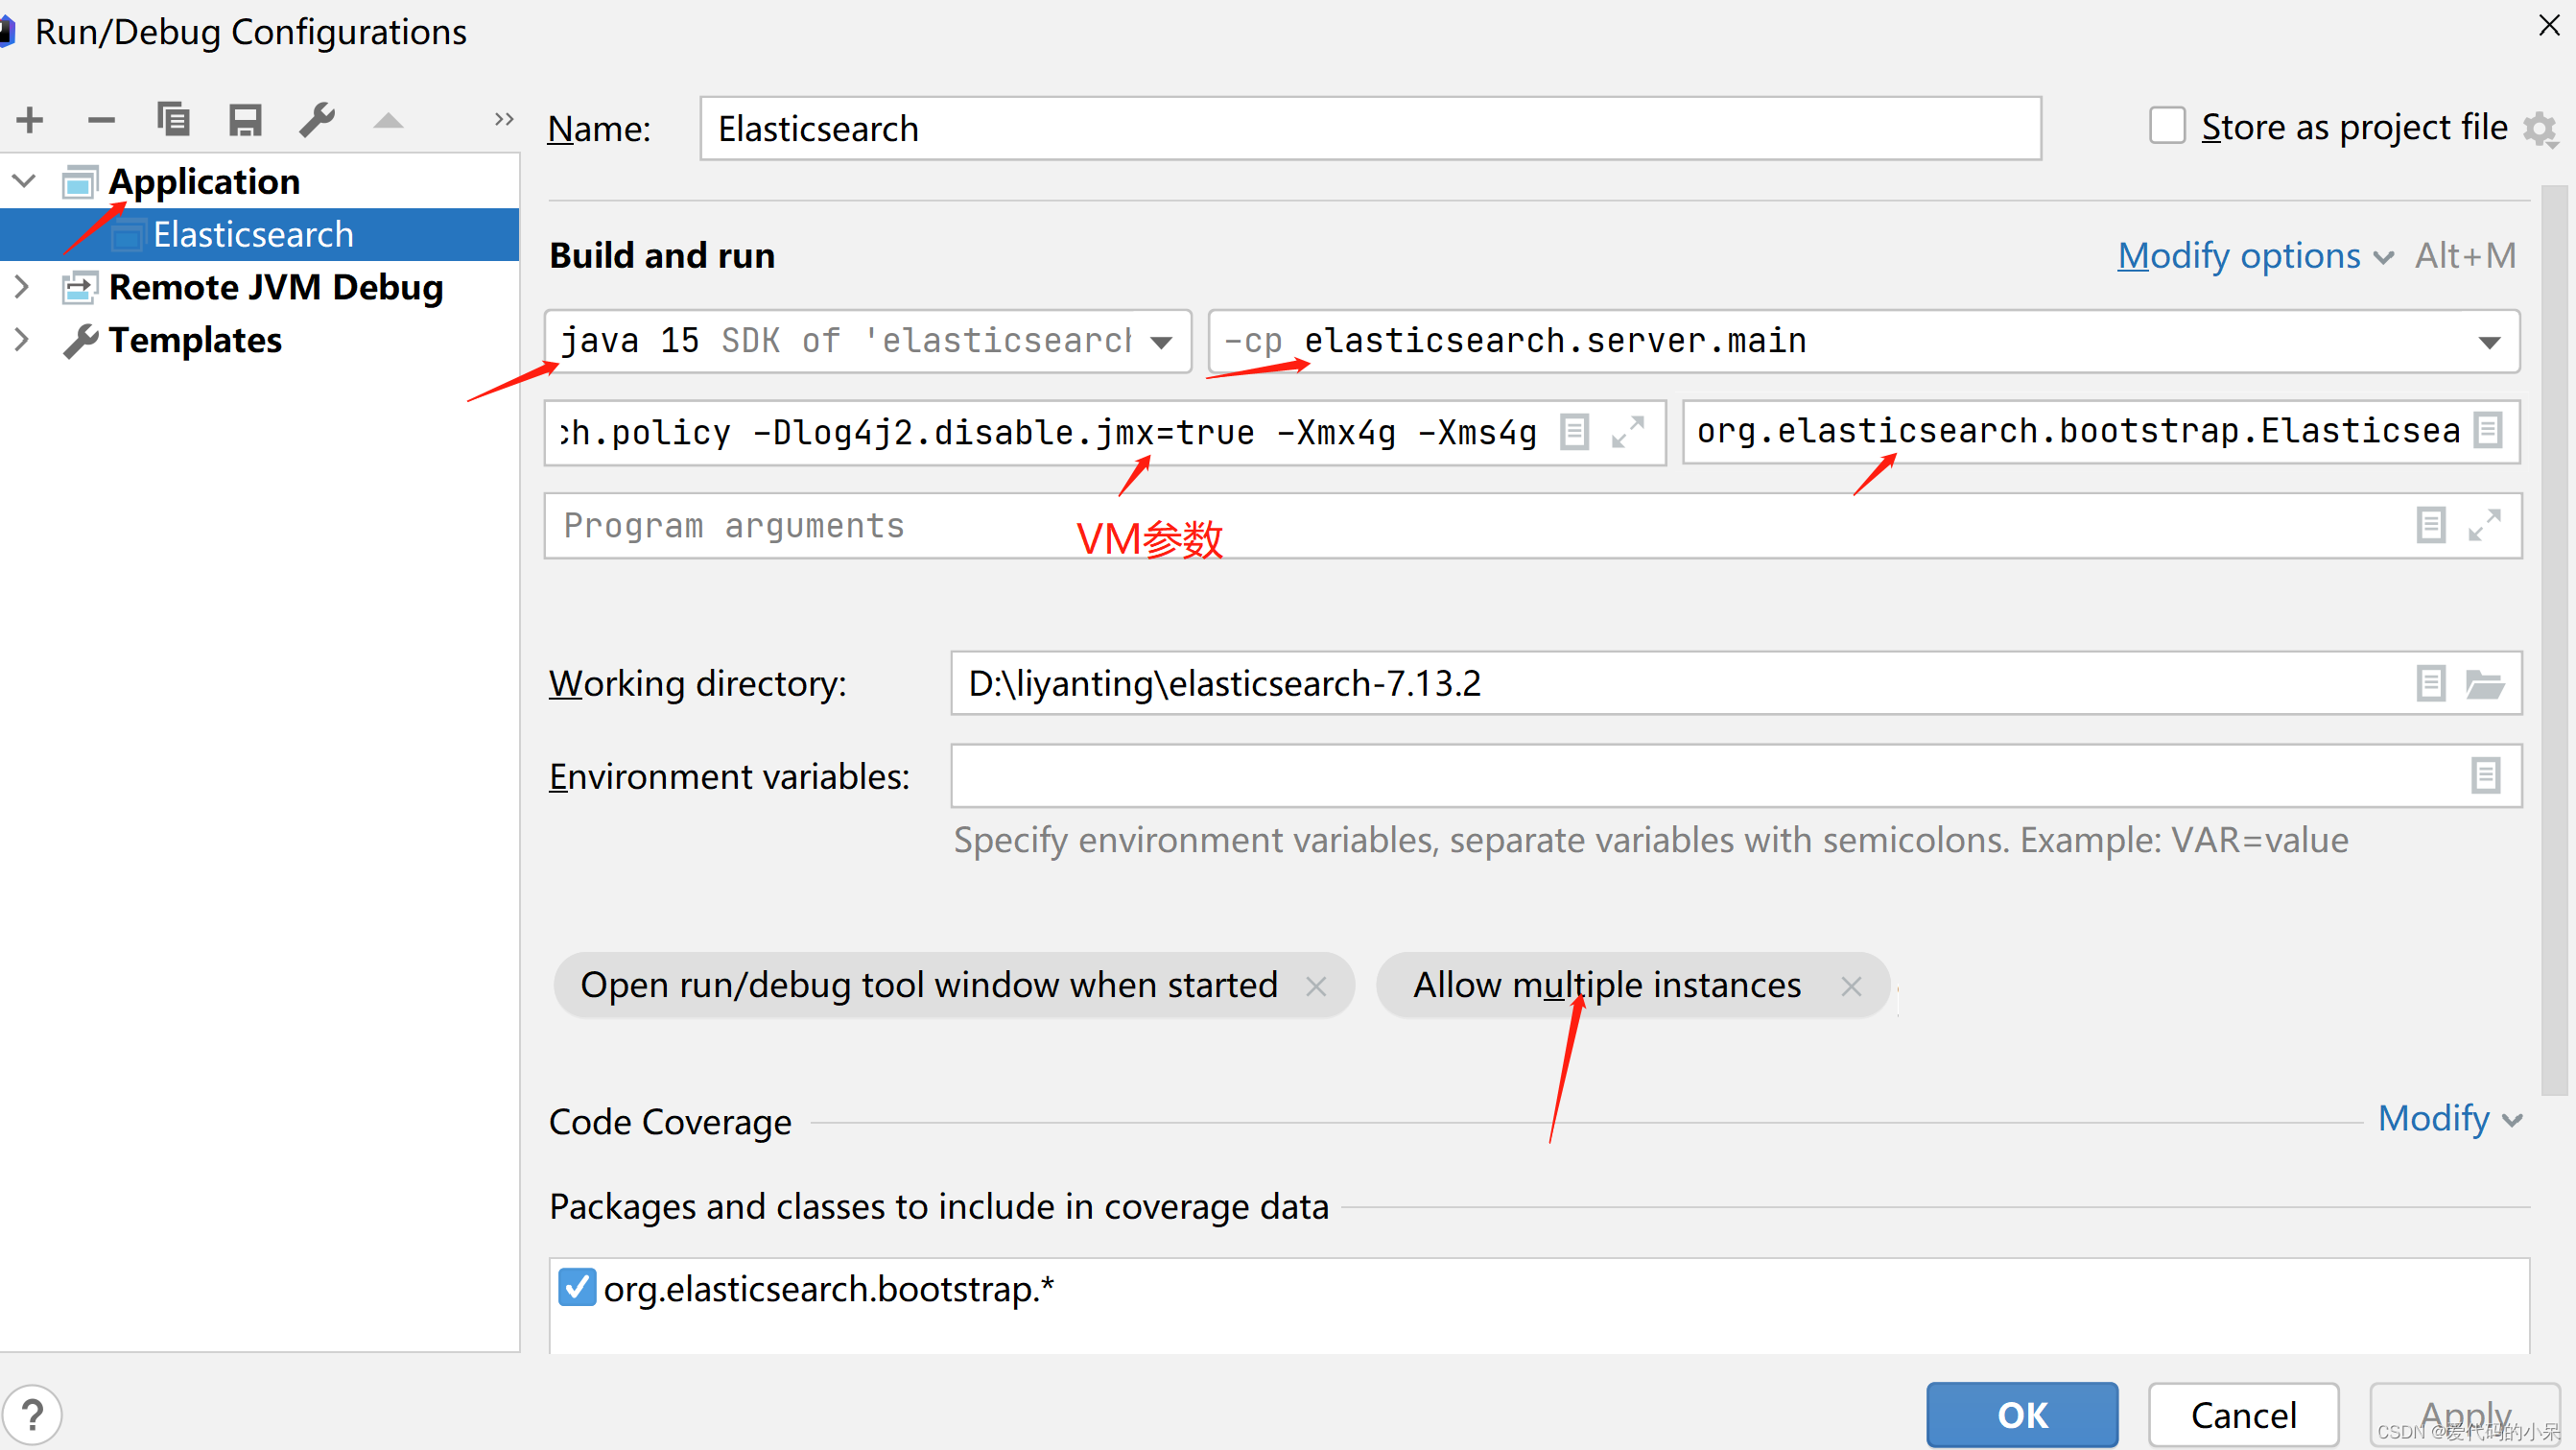 Run/Debug Configurations
Name: Elasticsearch
Store as project file
Application
Elasticsearch
Remote JVM Debug
Templates
Build and run
Modify options Alt+M
java 15 SDK of 'elasticsearch
-cp elasticsearch.server.main
ch.policy -Dlog4j2.disable.jmx=true -Xmx4g -Xms4g
org.elasticsearch.bootstrap.Elasticsea
Program arguments
VM参数
Working directory: D:\liyanting\elasticsearch-7.13.2
Environment variables:
Specify environment variables, separate variables with semicolons. Example: VAR=value
Open run/debug tool window when started
Allow multiple instances
Code Coverage
Modify
Packages and classes to include in coverage data
org.elasticsearch.bootstrap.*
?
OK
Cancel
Apply
CSDN @爱代码的小呆